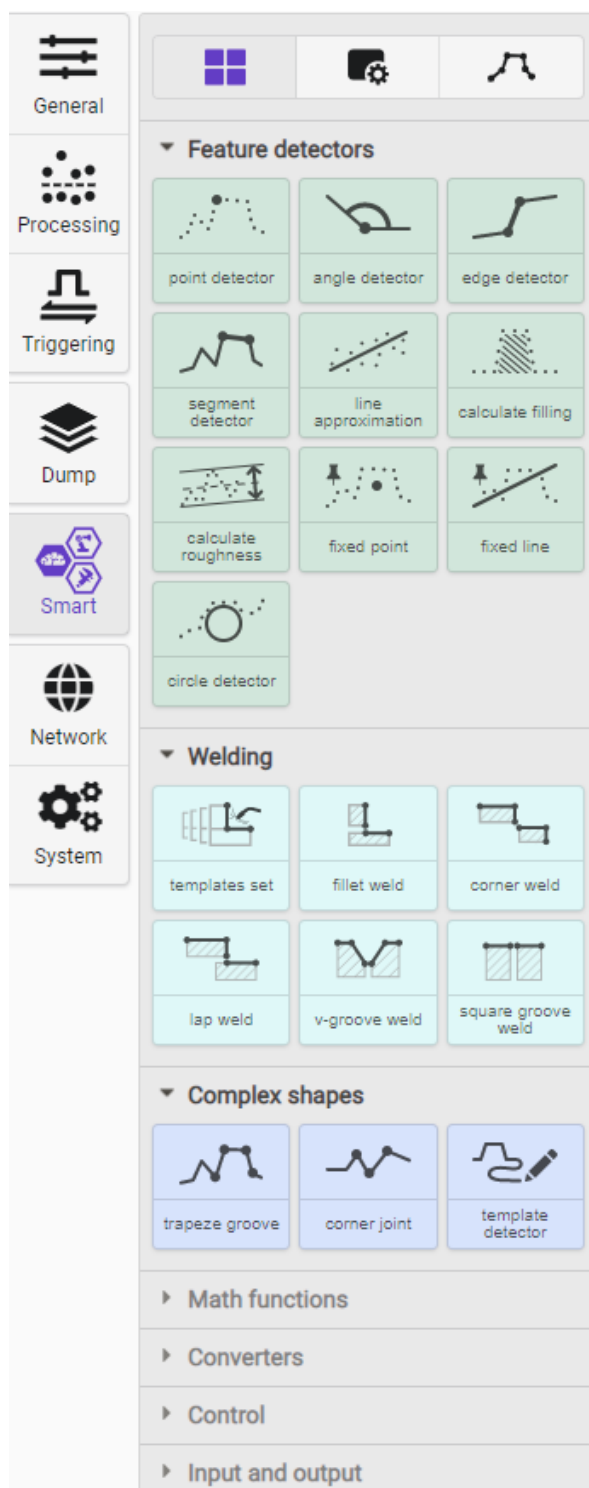 General
Processing
Triggering
Dump
Smart
Network
System
Feature detectors
point detector
angle detector
edge detector
segment
detector
line
approximation
calculate filling
calculate
roughness
fixed point
fixed line
circle detector
Welding
templates set
fillet weld
corner weld
lap weld
v-groove weld
square groove
weld
Complex shapes
trapeze groove
corner joint
template
detector
Math functions
Converters
Control
Input and output